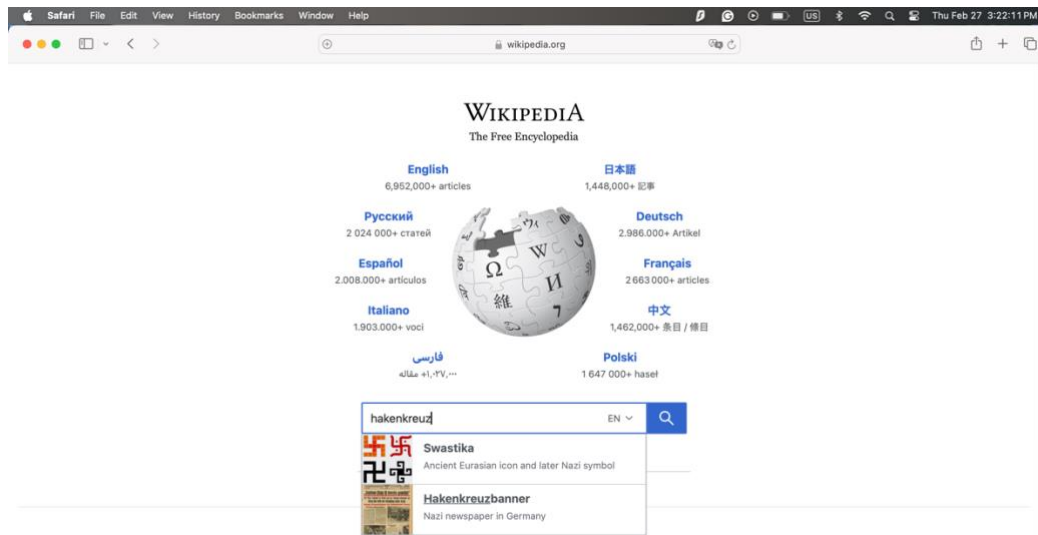 Safari File Edit View History Bookmarks Window Help US Thu Feb 27 3:22:11 PM
wikipedia.org
WIKIPEDIA
The Free Encyclopedia
English
6,952,000+ articles
日本語
1,448,000+ 記事
Русский
2 024 000+ статей
Deutsch
2.986.000+ Artikel
Español
2.008.000+ artículos
Français
2 663 000+ articles
Italiano
1.903.000+ voci
中文
1,462,000+ 条目 / 條目
فارسی
مقاله
Polski
1 647 000+ haseł
Ω W И 維 7
hakenkreuz EN
Swastika
Ancient Eurasian icon and later Nazi symbol
Hakenkreuzbanner
Nazi newspaper in Germany